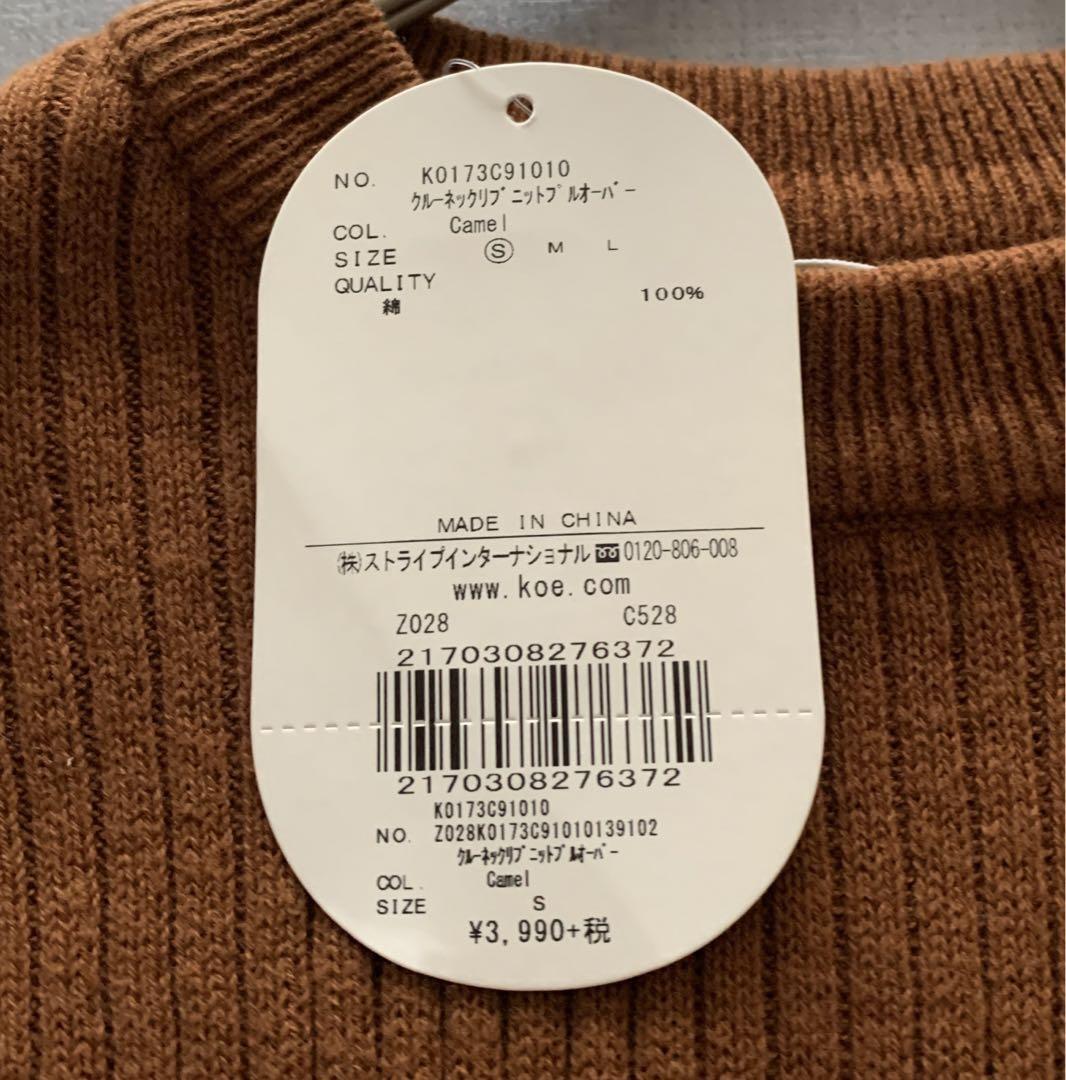 NO. K0173C91010
クルーネックリブニットプルオーバー
COL. Camel
SIZE Ⓢ M L
QUALITY
綿 100%
MADE IN CHINA
㈱ストライプインターナショナル 0120-806-008
www.koe.com
Z028 C528
2170308276372
2170308276372
K0173C91010
NO. Z028K0173C91010139102
クルーネックリブニットプルオーバー
COL. Camel
SIZE S
¥3,990+税